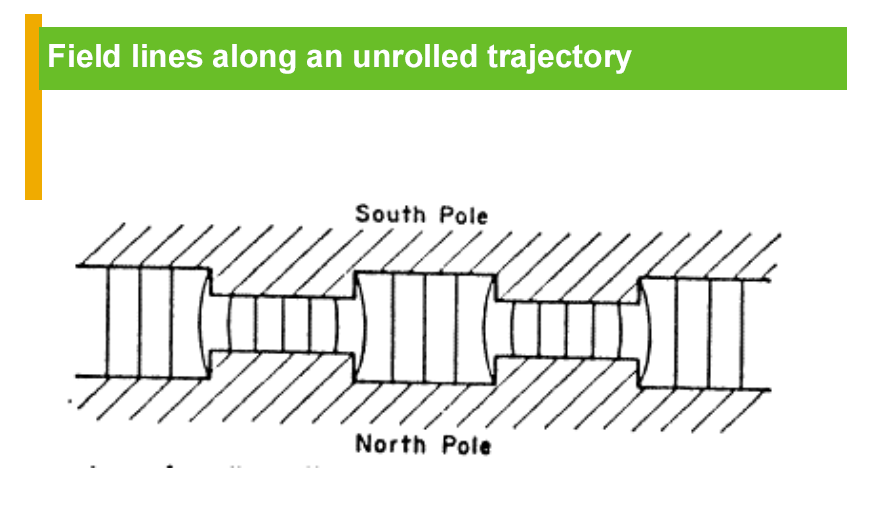 Field lines along an unrolled trajectory
South Pole
North Pole